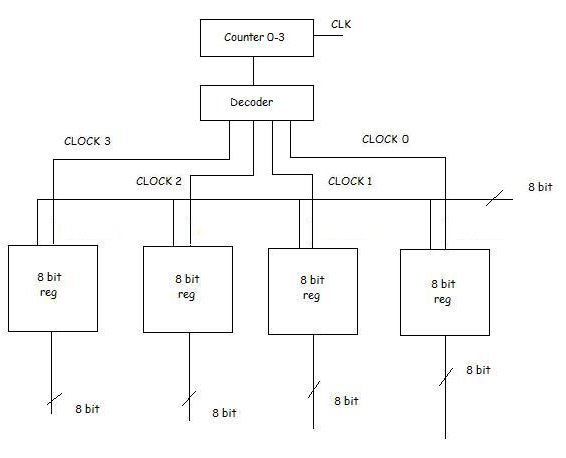 CLK
Counter 0-3
Decoder
CLOCK 3
CLOCK 0
CLOCK 2
CLOCK 1
8 bit
8 bit
reg
8 bit
reg
8 bit
reg
8 bit
reg
8 bit
8 bit
8 bit
8 bit